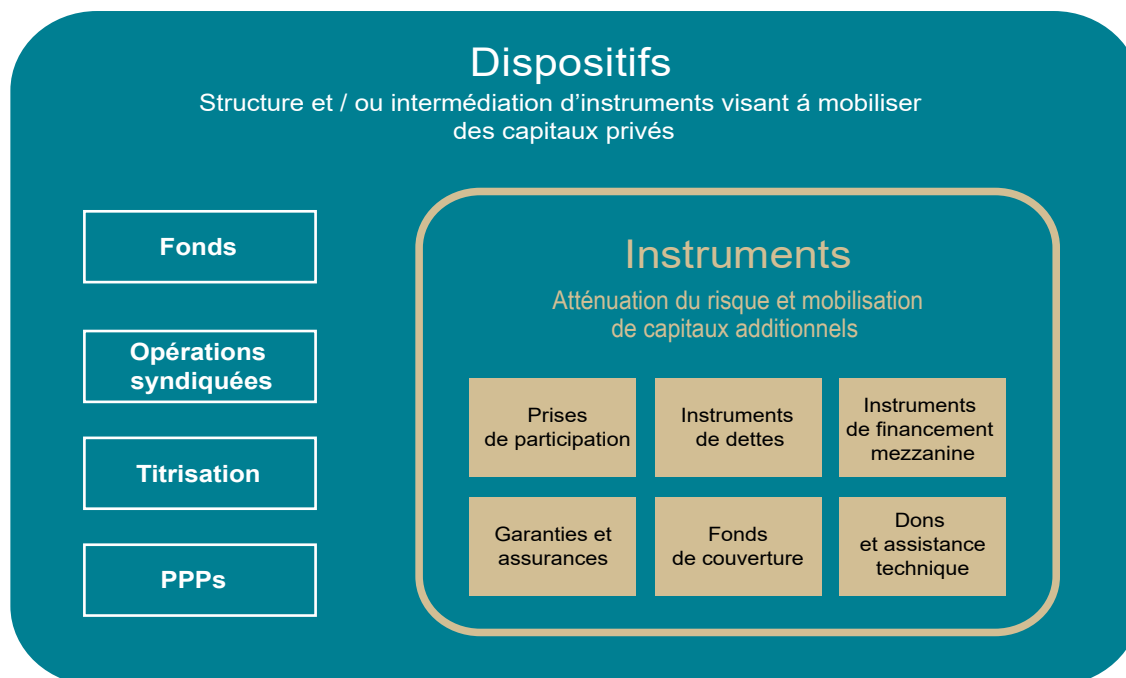 Dispositifs
Structure et / ou intermédiation d'instruments visant á mobiliser
des capitaux privés
Fonds
Opérations
syndiquées
Titrisation
PPPs
Instruments
Atténuation du risque et mobilisation
de capitaux additionnels
Prises
de participation
Instruments
de dettes
Instruments
de financement
mezzanine
Garanties et
assurances
Fonds
de couverture
Dons
et assistance
technique